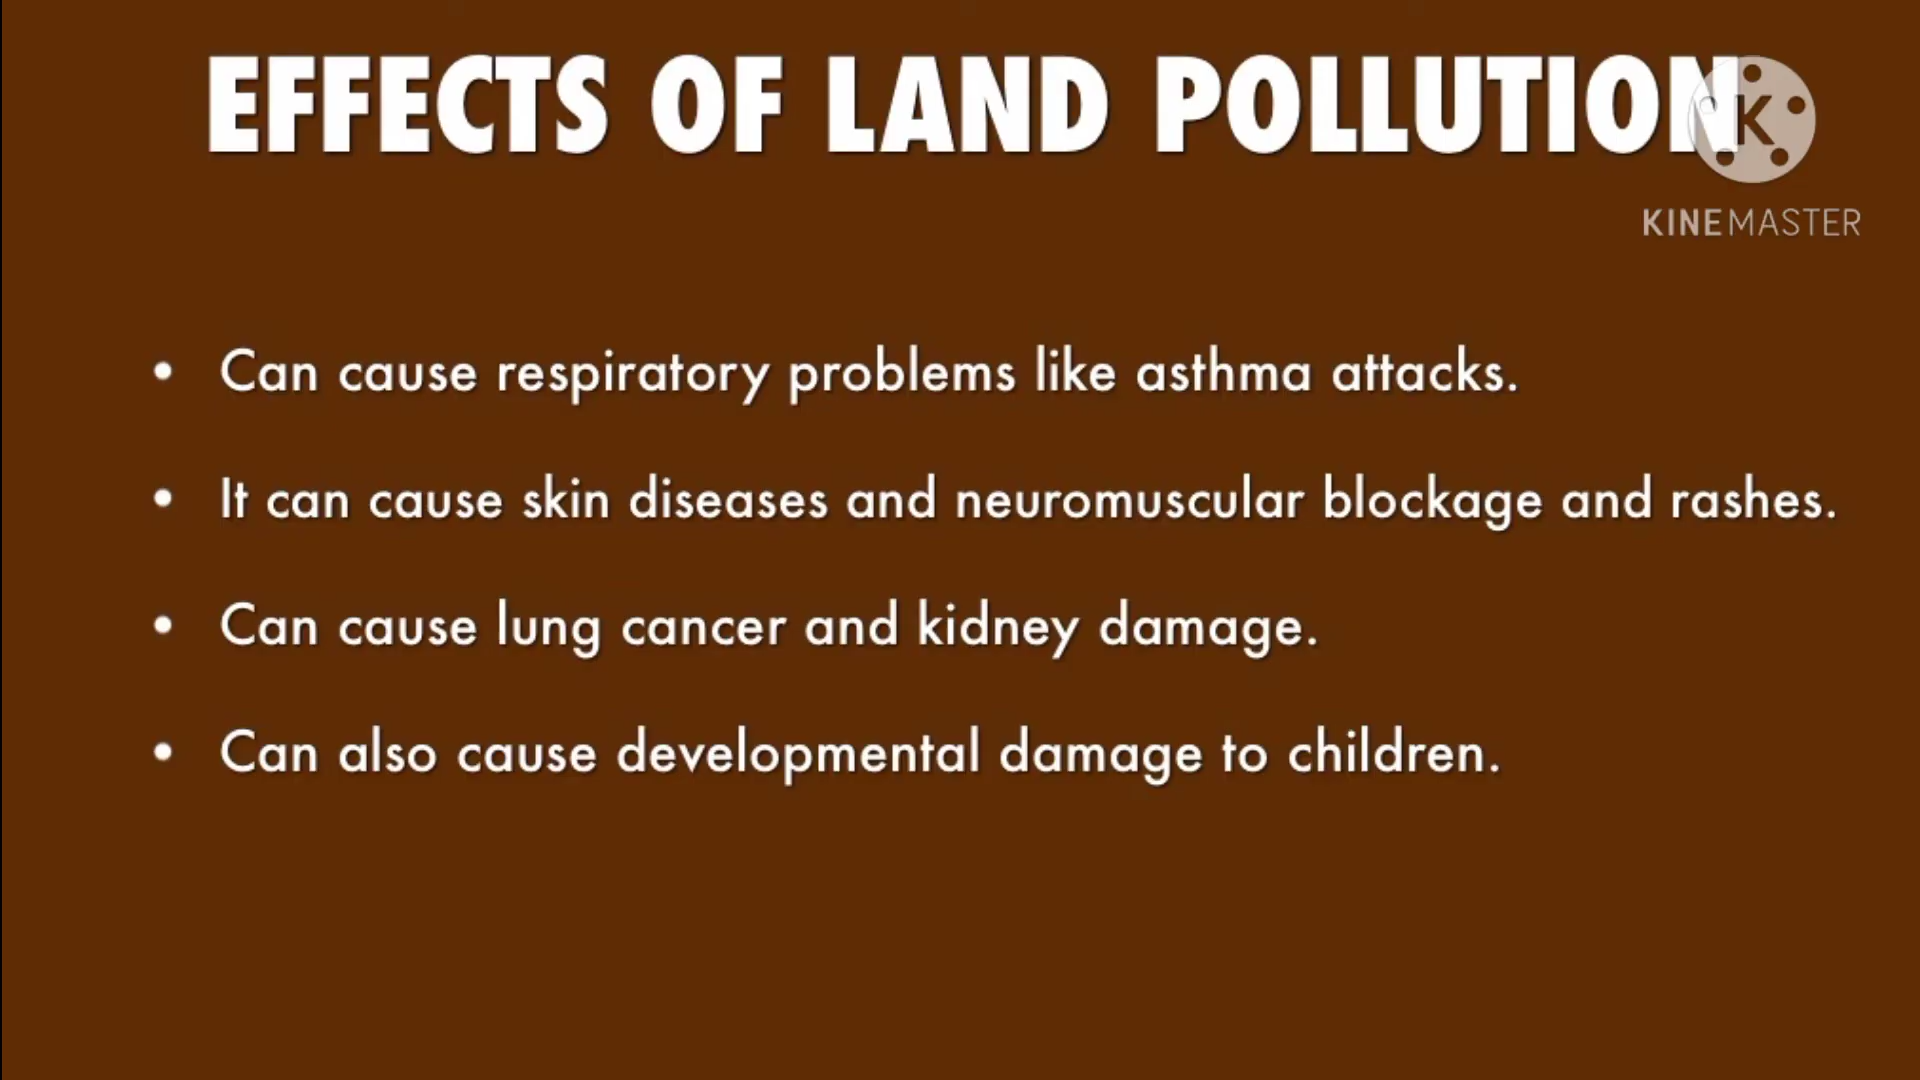 EFFECTS OF LAND POLLUTION
K
KINEMASTER
• Can cause respiratory problems like asthma attacks.
• It can cause skin diseases and neuromuscular blockage and rashes.
• Can cause lung cancer and kidney damage.
• Can also cause developmental damage to children.